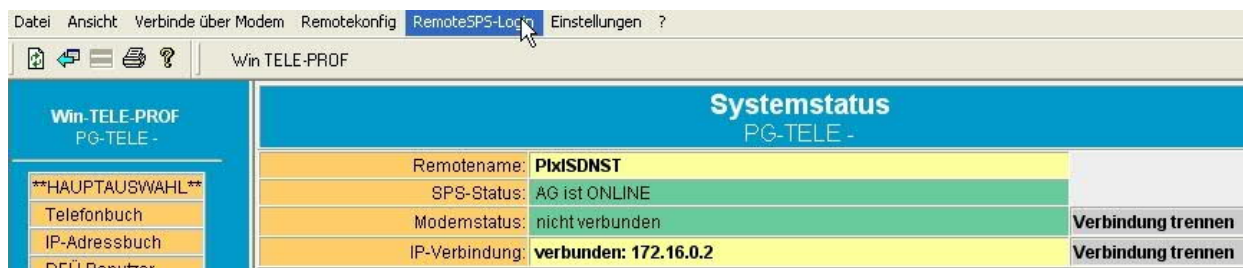 Datei Ansicht Verbinde über Modem Remotekonfig RemoteSPS-Login Einstellungen ?
Win TELE-PROF
Win-TELE-PROF
PG-TELE -
**HAUPTAUSWAHL**
Telefonbuch
IP-Adressbuch
DFÜ Benutzer
Systemstatus
PG-TELE -
Remotename: PlxISDNST
SPS-Status: AG ist ONLINE
Modemstatus: nicht verbunden Verbindung trennen
IP-Verbindung: verbunden: 172.16.0.2 Verbindung trennen